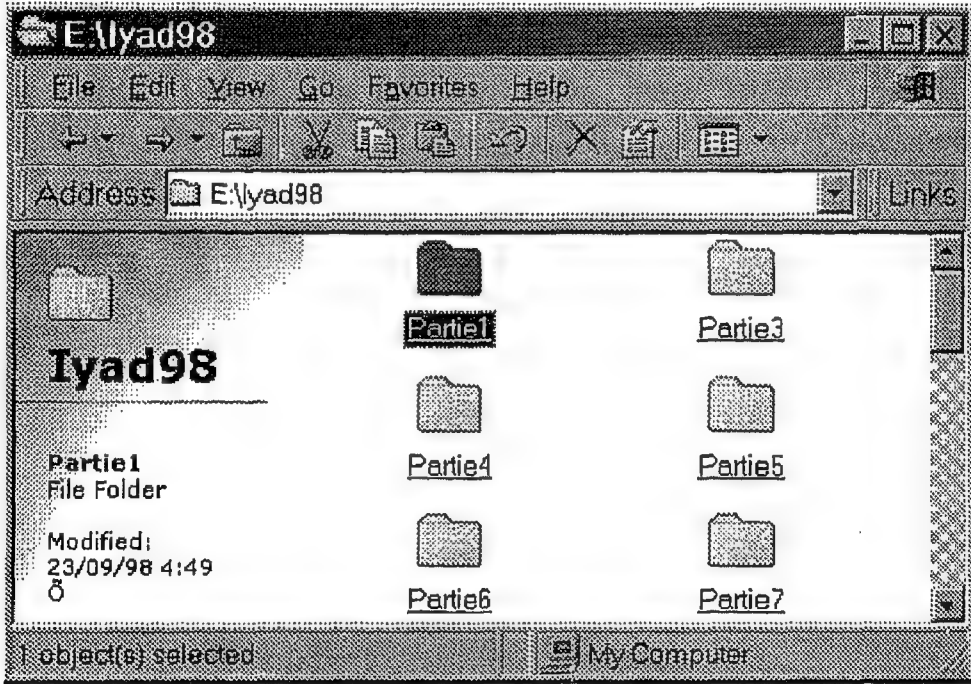 E:\Iyad98
File Edit View Go Favorites Help
Address E:\Iyad98 Links
Iyad98
Partie1
File Folder
Modified:
23/09/98 4:49
Õ
Partie1 Partie3
Partie4 Partie5
Partie6 Partie7
1 object(s) selected My Computer